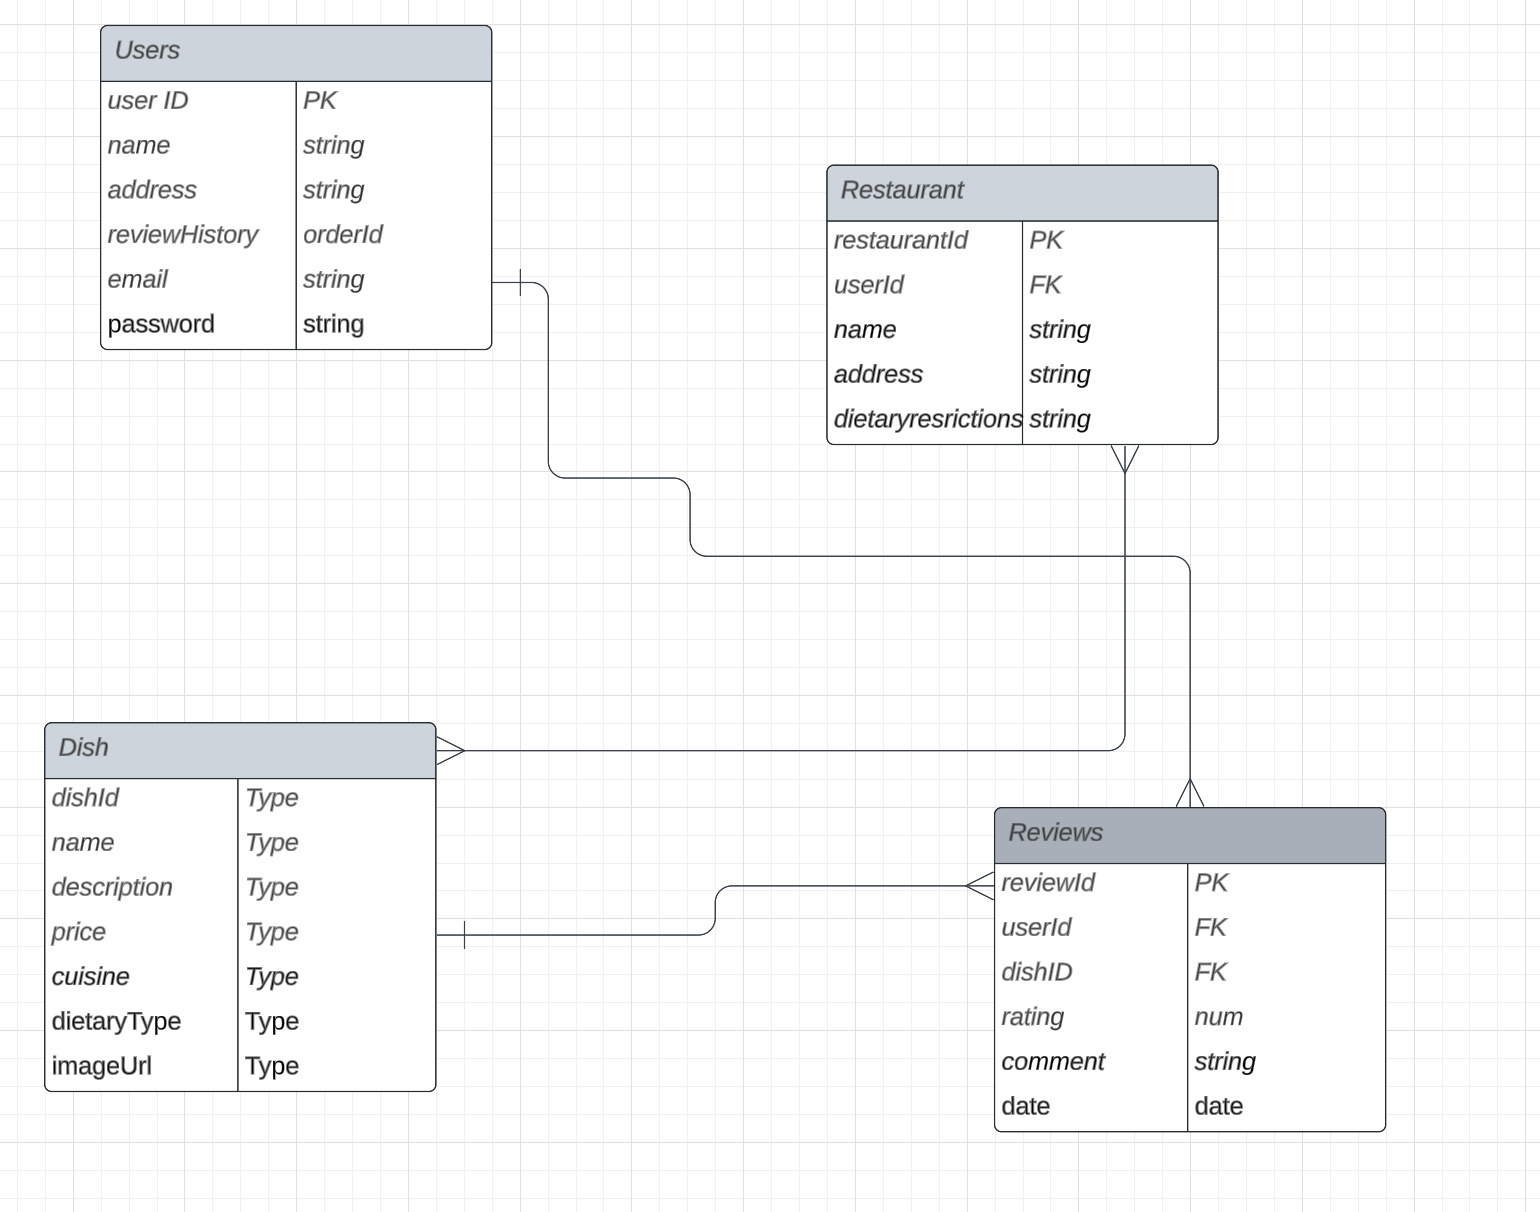 Users
user ID PK
name string
address string
reviewHistory orderId
email string
password string
Restaurant
restaurantId PK
userId FK
name string
address string
dietaryresrictions string
Dish
dishId Type
name Type
description Type
price Type
cuisine Type
dietaryType Type
imageUrl Type
Reviews
reviewId PK
userId FK
dishID FK
rating num
comment string
date date